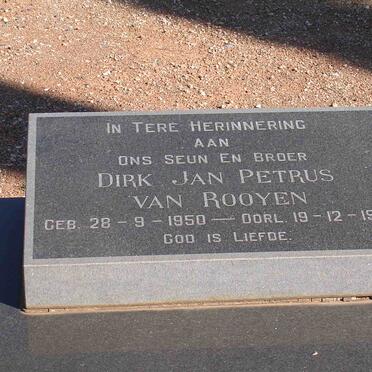 IN TERE HERINNERING
AAN
ONS SEUN EN BROER
DIRK JAN PETRUS
VAN ROOYEN
GEB. 28-9-1950 — OORL. 19-12-19
GOD IS LIEFDE.